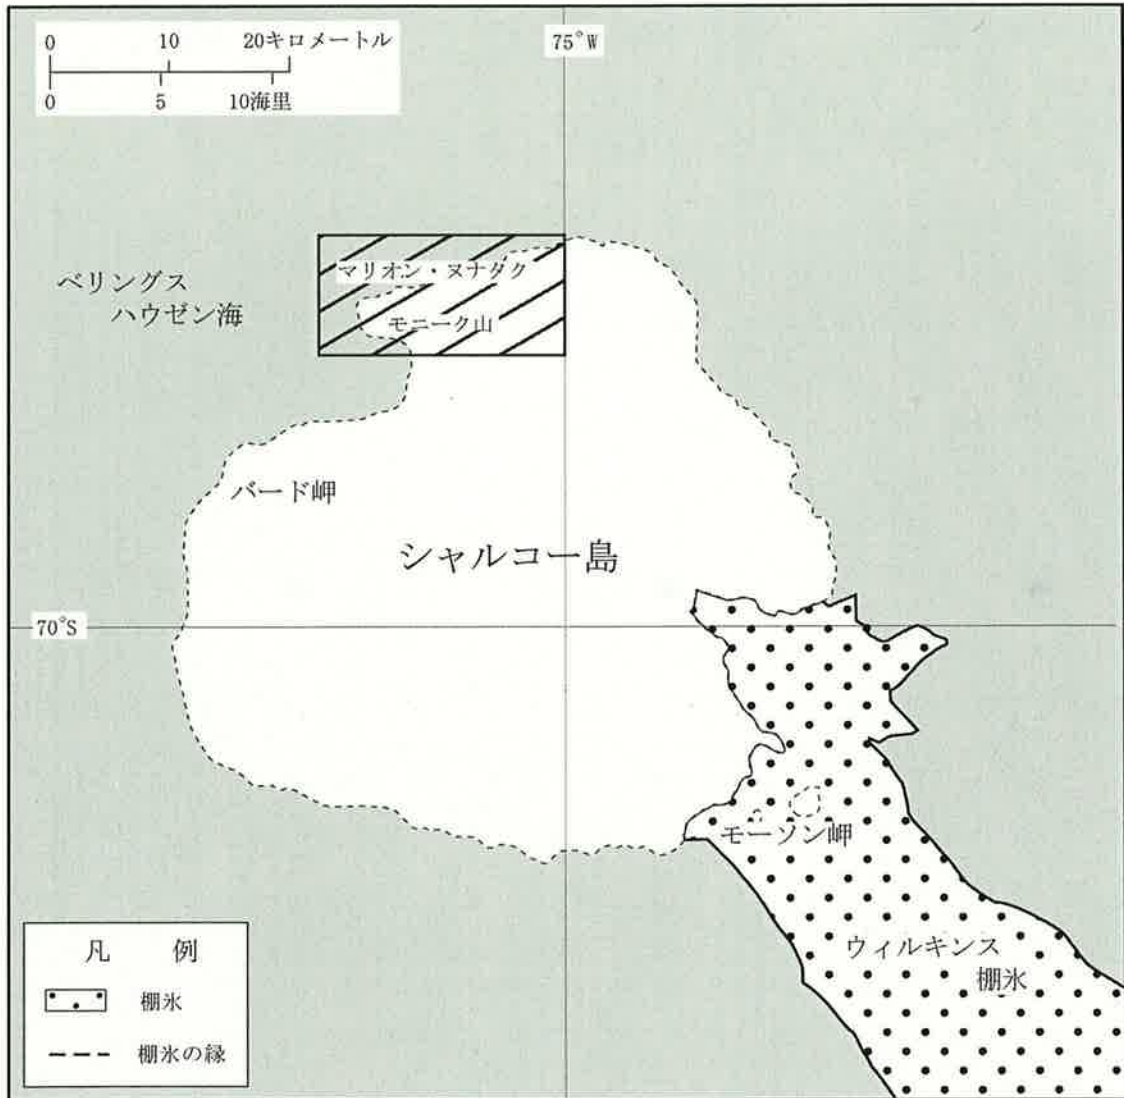 0 10 20キロメートル
0 5 10海里
75°W
マリオン・ヌナタク
ベリングス
ハウゼン海
モニーク山
バード岬
シャルコー島
70°S
モーソン岬
ウィルキンス
棚氷
凡 例
棚氷
棚氷の縁